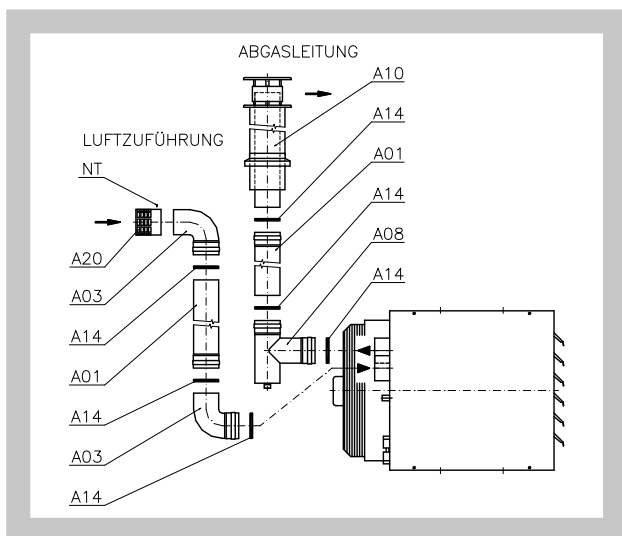 ABGASLEITUNG
A10
A14
A01
A14
A08
A14
LUFTZUFÜHRUNG
NT
A20
A03
A14
A01
A14
A03
A14